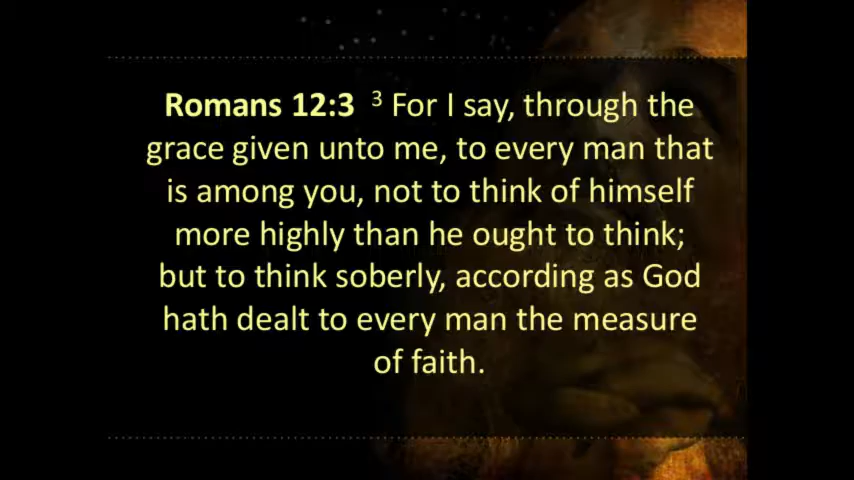 Romans 12:3 ³ For I say, through the
grace given unto me, to every man that
is among you, not to think of himself
more highly than he ought to think;
but to think soberly, according as God
hath dealt to every man the measure
of faith.